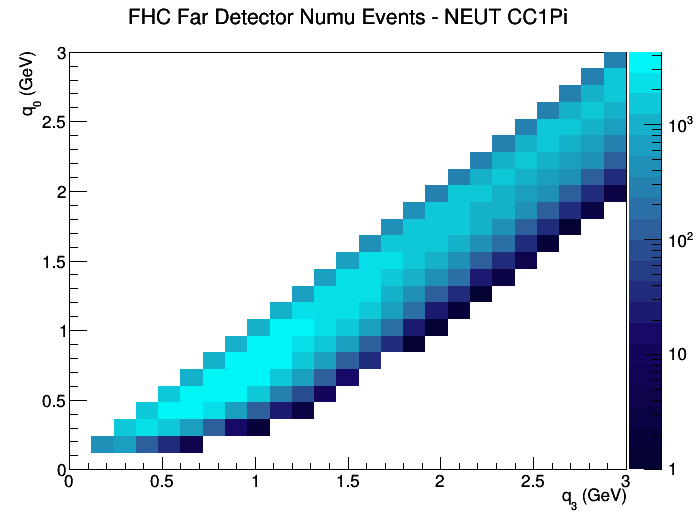 FHC Far Detector Numu Events - NEUT CC1Pi
q₀ (GeV)
3
2.5
2
1.5
1
0.5
0
0 0.5 1 1.5 2 2.5 3
q₃ (GeV)
10³
10²
10
1